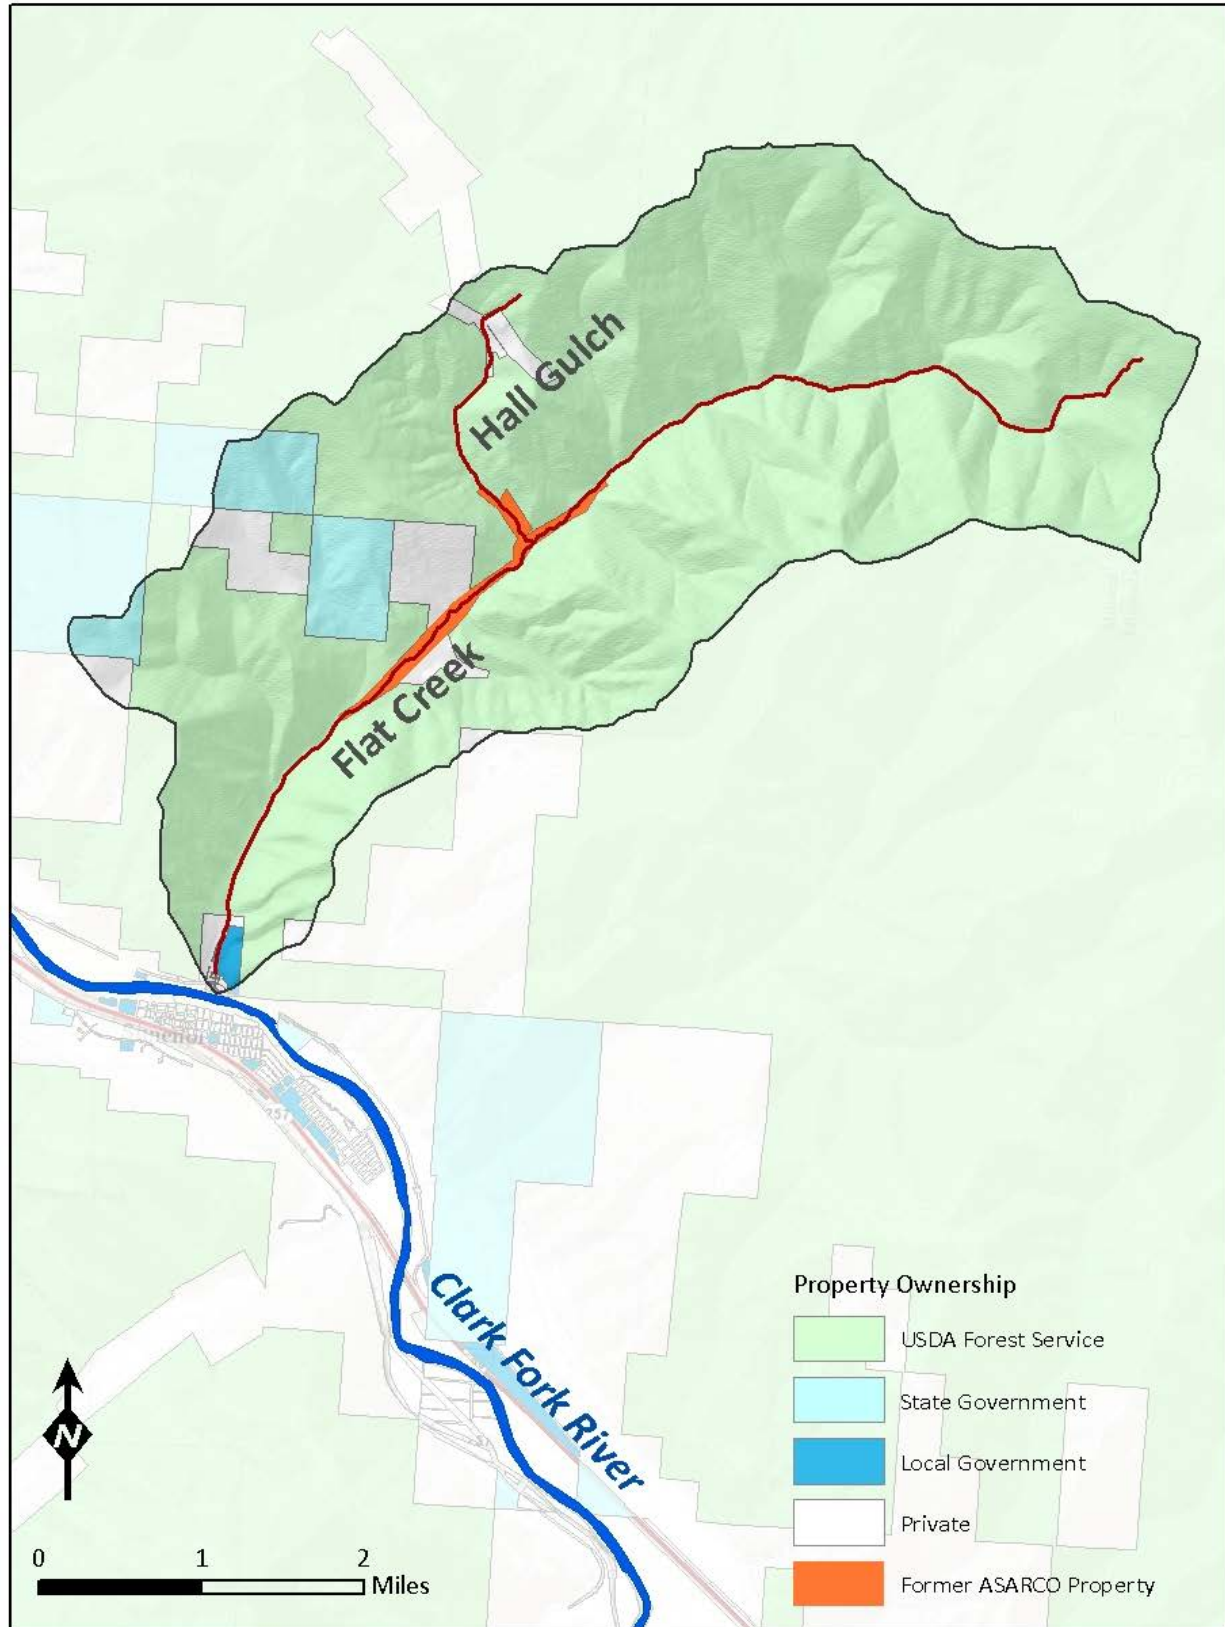 Hall Gulch
Flat Creek
257
Clark Fork River
Property Ownership
USDA Forest Service
State Government
Local Government
Private
Former ASARCO Property
N
0 1 2
Miles